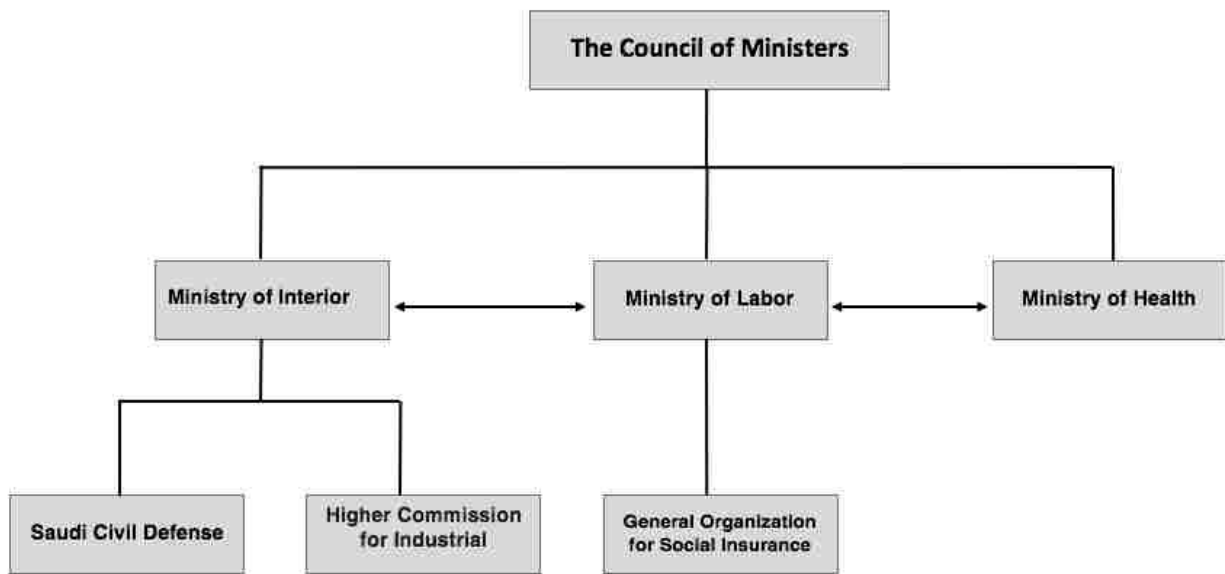 The Council of Ministers
Ministry of Interior
Ministry of Labor
Ministry of Health
Saudi Civil Defense
Higher Commission
for Industrial
General Organization
for Social Insurance